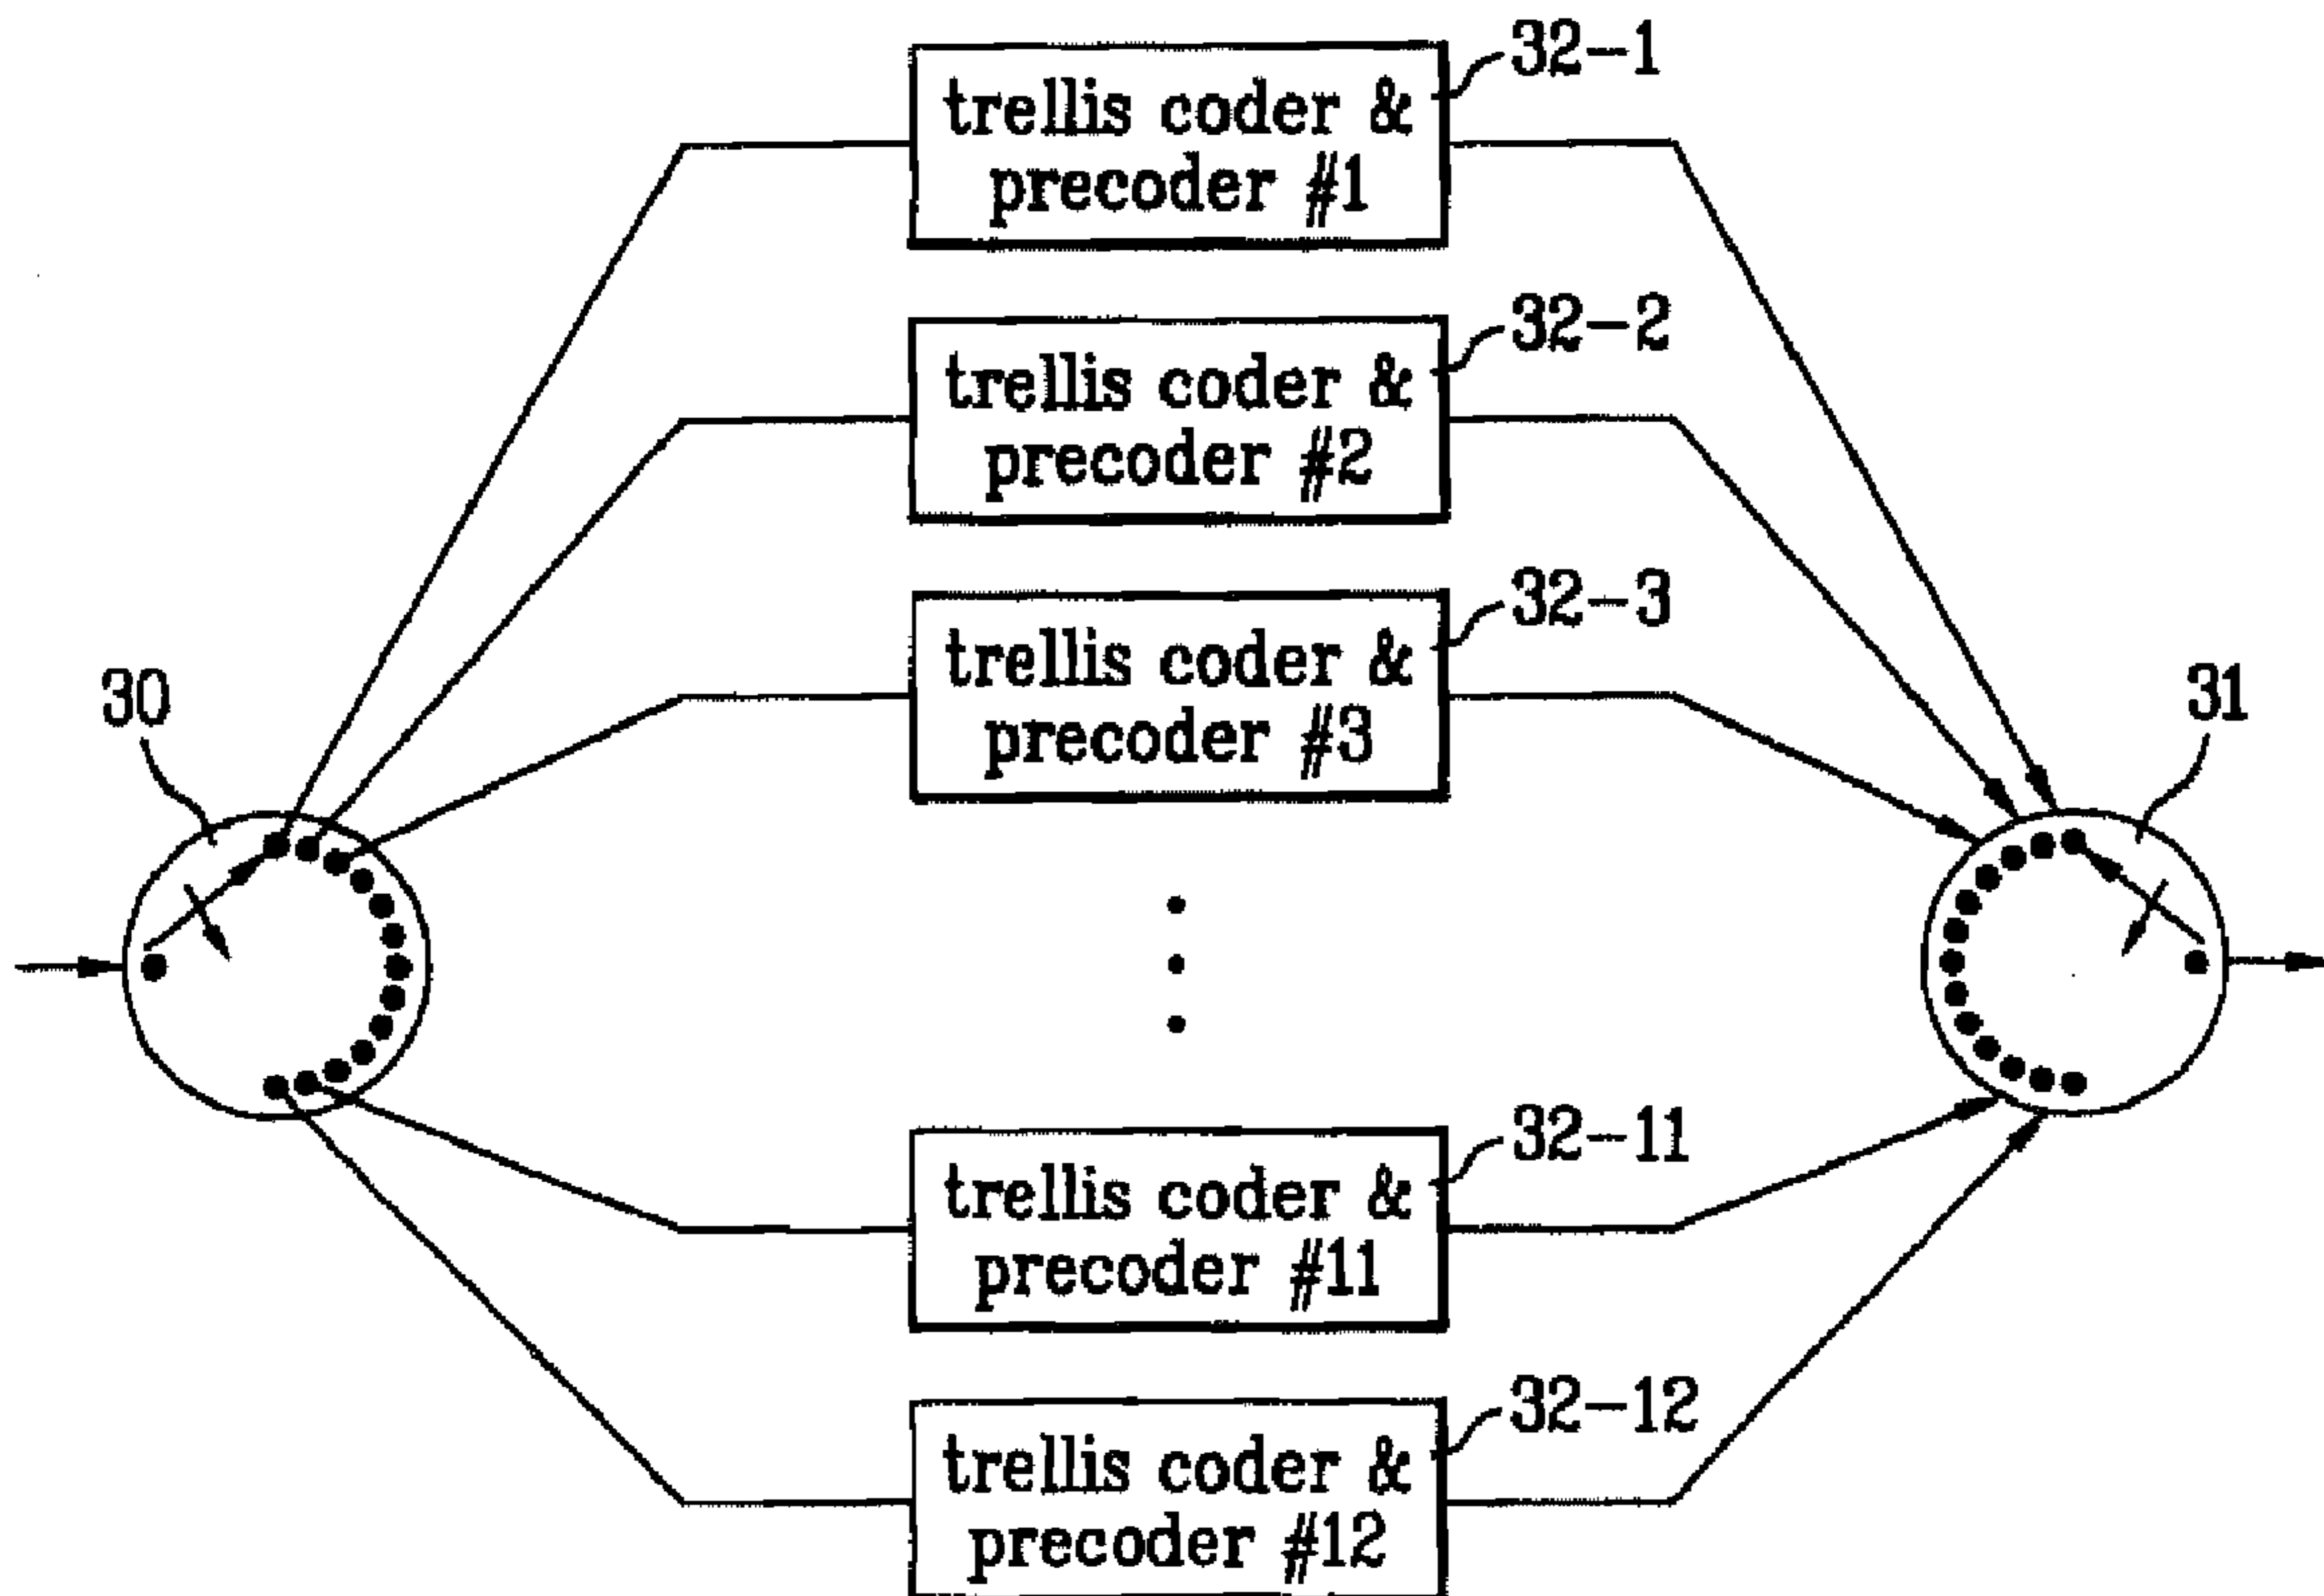 32-1
trellis coder &
precoder #1
32-2
trellis coder &
precoder #2
32-3
trellis coder &
precoder #3
30
31
32-11
trellis coder &
precoder #11
32-12
trellis coder &
precoder #12